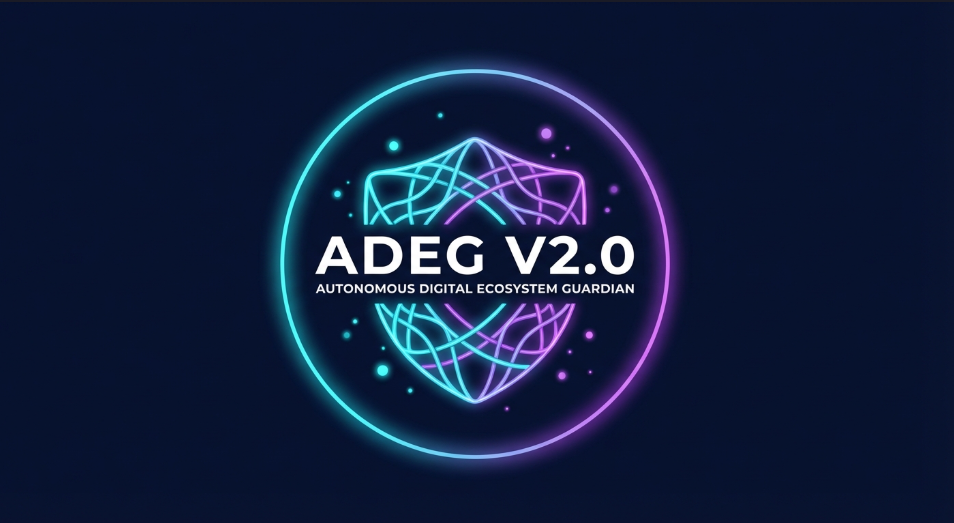 ADEG V2.0
AUTONOMOUS DIGITAL ECOSYSTEM GUARDIAN